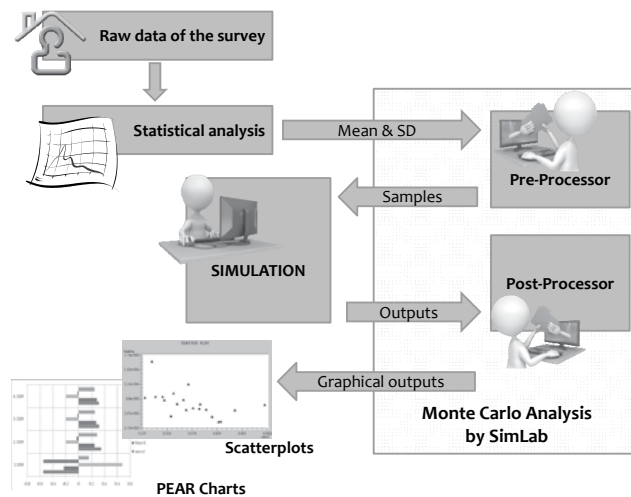 Raw data of the survey
Statistical analysis
Mean & SD
Pre-Processor
Samples
SIMULATION
Post-Processor
Outputs
Graphical outputs
Monte Carlo Analysis
by SimLab
Scatterplots
PEAR Charts